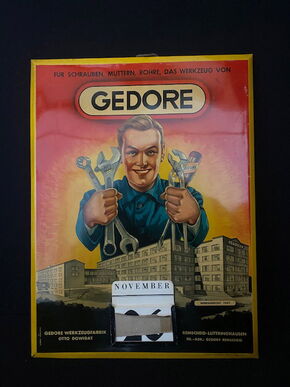 FÜR SCHRAUBEN, MUTTERN, ROHRE, DAS WERKZEUG VON
GEDORE
NOVEMBER
GEDORE WERKZEUGFABRIK
OTTO DOWIDAT
REMSCHEID-LÜTTRINGHAUSEN